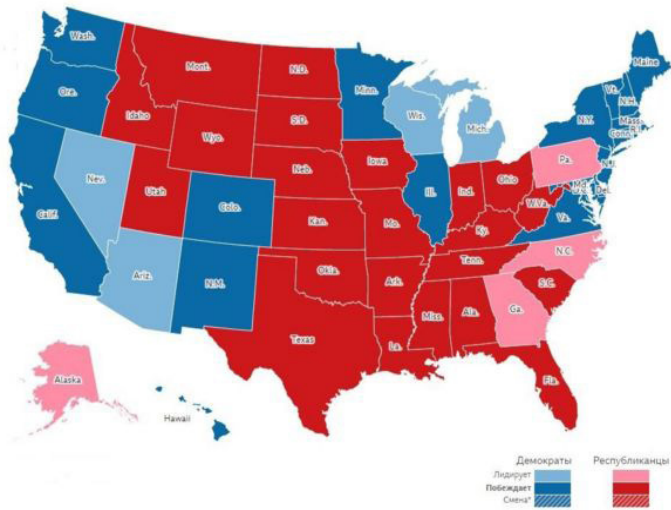 Wash.
Ore.
Calif.
Nev.
Idaho
Mont.
Wyo.
Utah
Ariz.
Colo.
N.M.
N.D.
S.D.
Neb.
Kan.
Okla.
Texas
Minn.
Iowa
Mo.
Ark.
La.
Wis.
Ill.
Mich.
Ind.
Ohio
Ky.
Tenn.
Miss.
Ala.
Ga.
Fla.
S.C.
N.C.
Va.
W.Va.
Pa.
N.Y.
Vt.
N.H.
Maine
Mass.
R.I.
Conn.
N.J.
Del.
Md.
Alaska
Hawaii
Демократы Республиканцы
Лидирует
Побеждает
Смена*